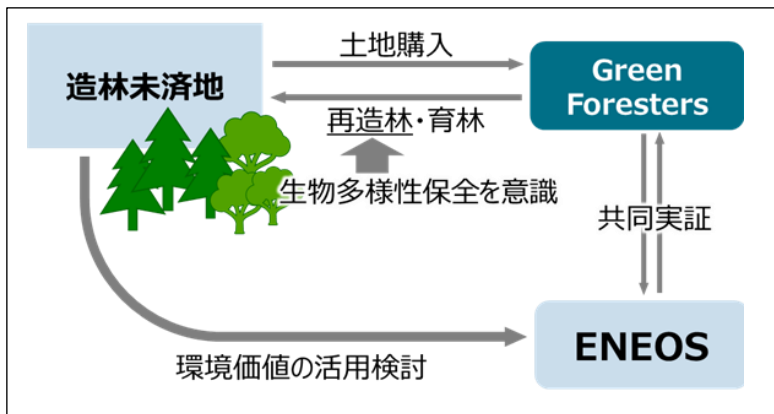 造林未済地
土地購入
Green
Foresters
再造林・育林
生物多様性保全を意識
共同実証
ENEOS
環境価値の活用検討